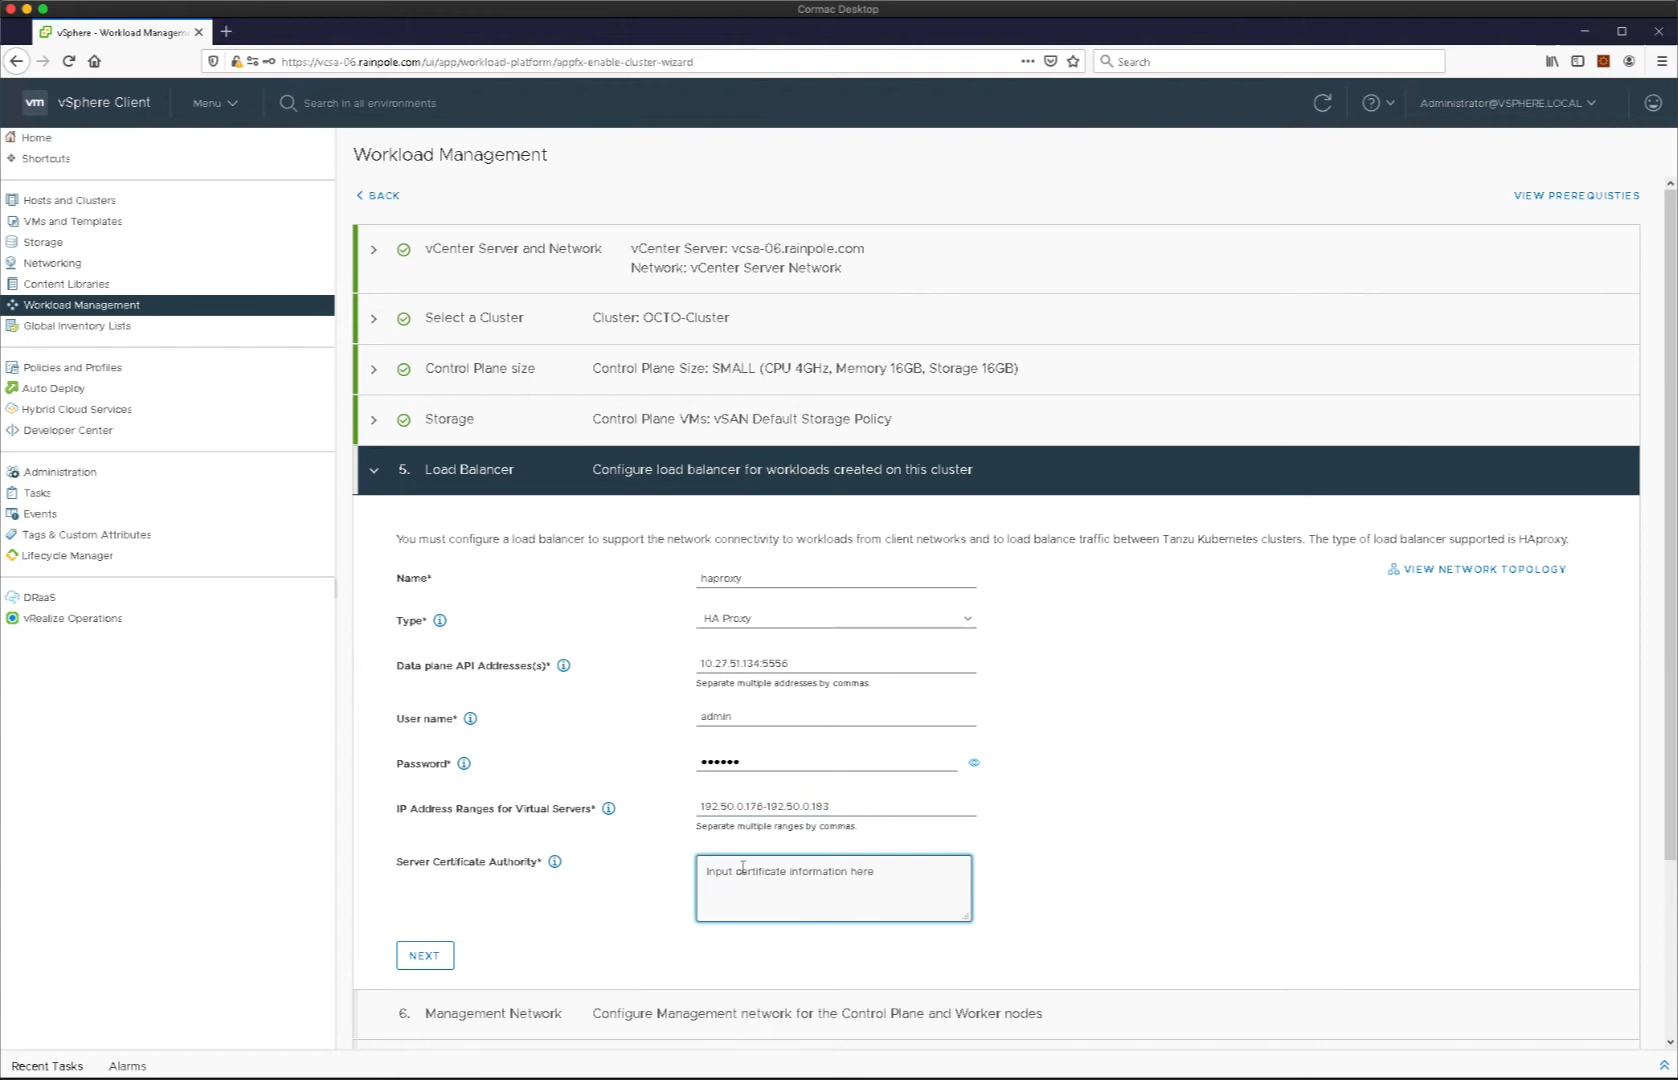 Cormac Desktop
vSphere - Workload Managem
https://vcsa-06.rainpole.com/ui/app/workload-platform/appfx-enable-cluster-wizard
Search
vm vSphere Client
Menu
Search in all environments
Administrator@VSPHERE.LOCAL
Home
Shortcuts
Hosts and Clusters
VMs and Templates
Storage
Networking
Content Libraries
Workload Management
Global Inventory Lists
Policies and Profiles
Auto Deploy
Hybrid Cloud Services
Developer Center
Administration
Tasks
Events
Tags & Custom Attributes
Lifecycle Manager
DRaaS
vRealize Operations
Workload Management
BACK
VIEW PREREQUISTIES
vCenter Server and Network
vCenter Server: vcsa-06.rainpole.com
Network: vCenter Server Network
Select a Cluster
Cluster: OCTO-Cluster
Control Plane size
Control Plane Size: SMALL (CPU 4GHz, Memory 16GB, Storage 16GB)
Storage
Control Plane VMs: vSAN Default Storage Policy
5. Load Balancer
Configure load balancer for workloads created on this cluster
You must configure a load balancer to support the network connectivity to workloads from client networks and to load balance traffic between Tanzu Kubernetes clusters. The type of load balancer supported is HAproxy.
VIEW NETWORK TOPOLOGY
Name*
haproxy
Type*
HA Proxy
Data plane API Addresses(s)*
10.27.51.134:5556
Separate multiple addresses by commas.
User name*
admin
Password*
••••••
IP Address Ranges for Virtual Servers*
192.50.0.176-192.50.0.183
Separate multiple ranges by commas.
Server Certificate Authority*
Input certificate information here
NEXT
6. Management Network
Configure Management network for the Control Plane and Worker nodes
Recent Tasks
Alarms